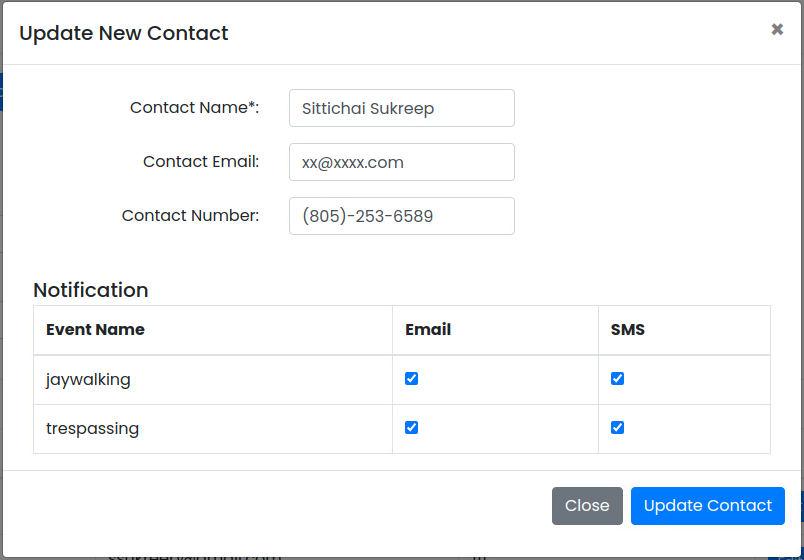 Update New Contact ×
Contact Name*: Sittichai Sukreep
Contact Email: xx@xxxx.com
Contact Number: (805)-253-6589
Notification
Event Name Email SMS
jaywalking
trespassing
Close Update Contact